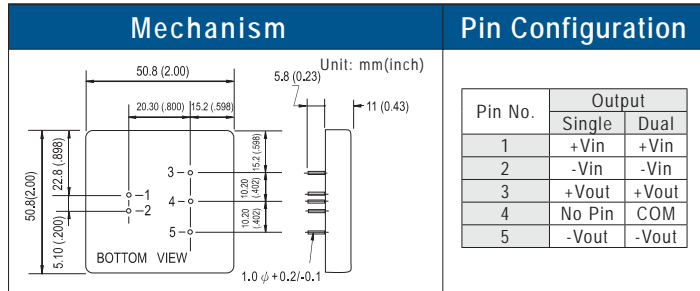 Mechanism
Unit: mm(inch)
50.8 (2.00)
5.8 (0.23)
11 (0.43)
20.30 (.800)
15.2 (.598)
50.8(2.00)
22.8 (.898)
5.10 (.200)
15.2 (.598)
10.20
(.402)
10.20
(.402)
1
2
3
4
5
BOTTOM VIEW
1.0 ϕ +0.2/-0.1
Pin Configuration
Pin No. Output
Single Dual
1 +Vin +Vin
2 -Vin -Vin
3 +Vout +Vout
4 No Pin COM
5 -Vout -Vout